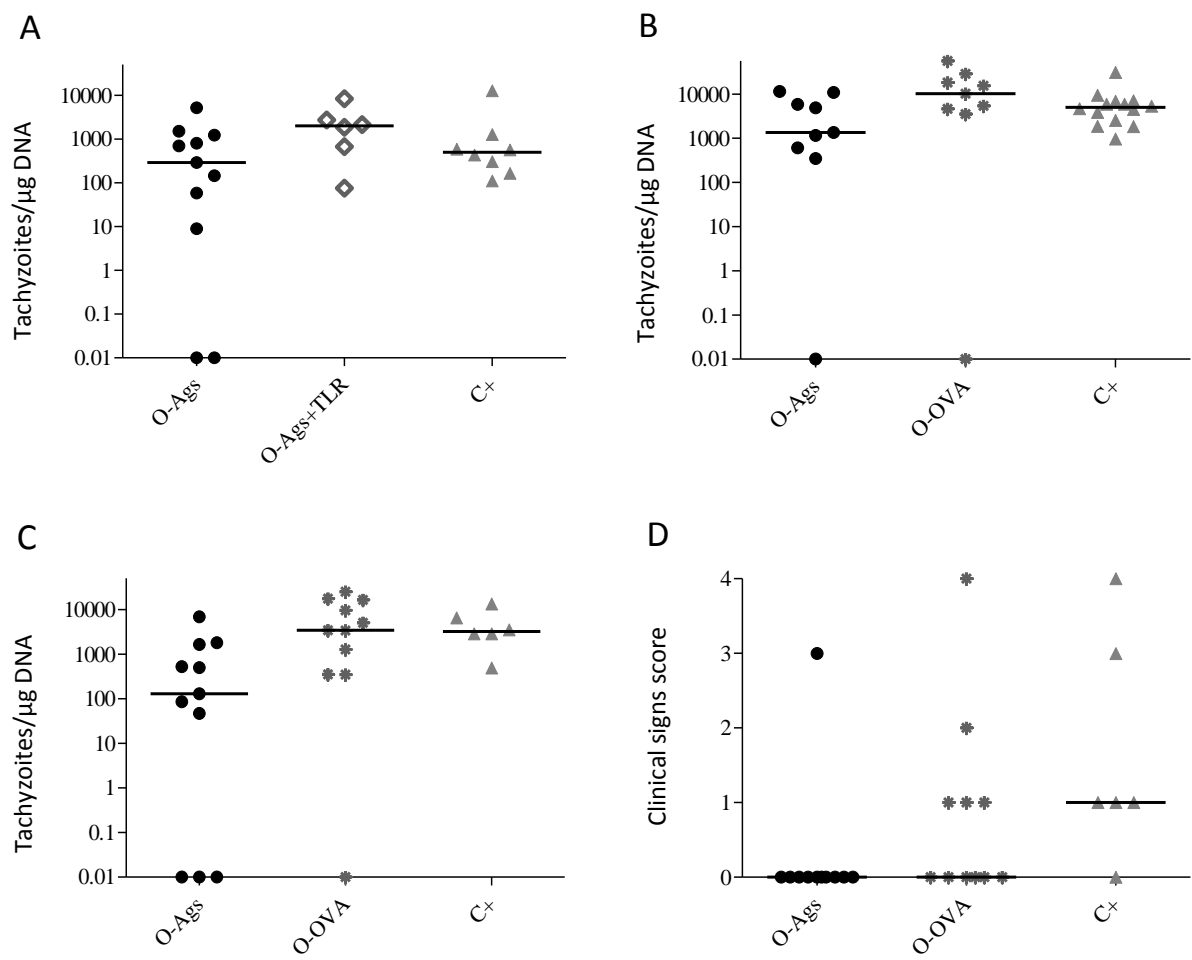 A
Tachyzoites/µg DNA
10000
1000
100
10
1
0.1
0.01
O-Ags
O-Ags+TLR
C+
B
Tachyzoites/µg DNA
10000
1000
100
10
1
0.1
0.01
O-Ags
O-OVA
C+
C
Tachyzoites/µg DNA
10000
1000
100
10
1
0.1
0.01
O-Ags
O-OVA
C+
D
Clinical signs score
4
3
2
1
0
O-Ags
O-OVA
C+